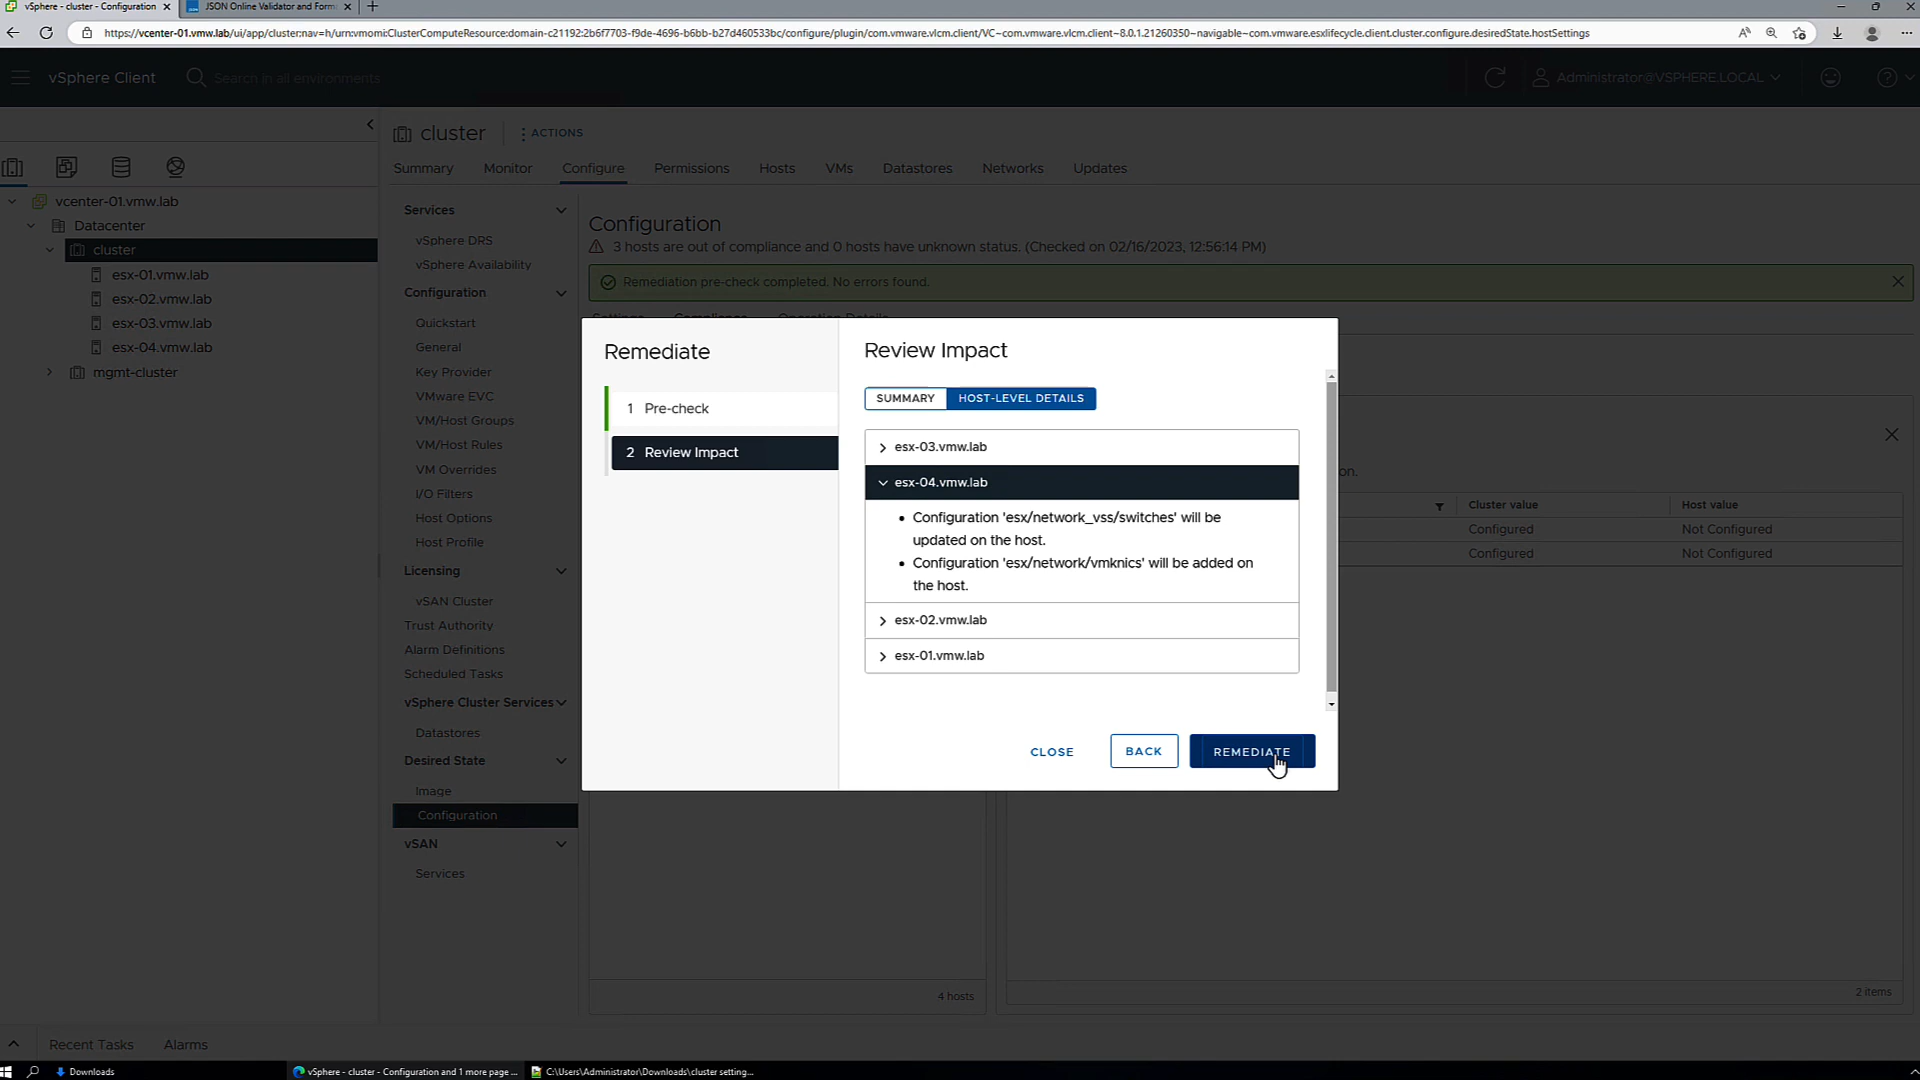 vSphere - cluster - Configuration
JSON Online Validator and Form
https://vcenter-01.vmw.lab/ui/app/cluster;nav=h/urn:vmomi:ClusterComputeResource:domain-c21192:2b6f7703-f9de-4696-b6bb-b27d460533bc/configure/plugin/com.vmware.vlcm.client/VC~com.vmware.vlcm.client~8.0.1.21260350~navigable~com.vmware.esxlifecycle.client.cluster.configure.desiredState.hostSettings
vSphere Client
Search in all environments
Administrator@VSPHERE.LOCAL
cluster
ACTIONS
Summary Monitor Configure Permissions Hosts VMs Datastores Networks Updates
vcenter-01.vmw.lab
Datacenter
cluster
esx-01.vmw.lab
esx-02.vmw.lab
esx-03.vmw.lab
esx-04.vmw.lab
mgmt-cluster
Services
vSphere DRS
vSphere Availability
Configuration
Quickstart
General
Key Provider
VMware EVC
VM/Host Groups
VM/Host Rules
VM Overrides
I/O Filters
Host Options
Host Profile
Licensing
vSAN Cluster
Trust Authority
Alarm Definitions
Scheduled Tasks
vSphere Cluster Services
Datastores
Desired State
Image
Configuration
vSAN
Services
Configuration
3 hosts are out of compliance and 0 hosts have unknown status. (Checked on 02/16/2023, 12:56:14 PM)
Remediation pre-check completed. No errors found.
Settings Compliance Operation Details
on.
Cluster value Host value
Configured Not Configured
Configured Not Configured
4 hosts
2 items
Remediate
1 Pre-check
2 Review Impact
Review Impact
SUMMARY HOST-LEVEL DETAILS
esx-03.vmw.lab
esx-04.vmw.lab
• Configuration 'esx/network_vss/switches' will be
updated on the host.
• Configuration 'esx/network/vmknics' will be added on
the host.
esx-02.vmw.lab
esx-01.vmw.lab
CLOSE BACK REMEDIATE
Recent Tasks Alarms
Downloads
vSphere - cluster - Configuration and 1 more page ...
C:\Users\Administrator\Downloads\cluster setting...